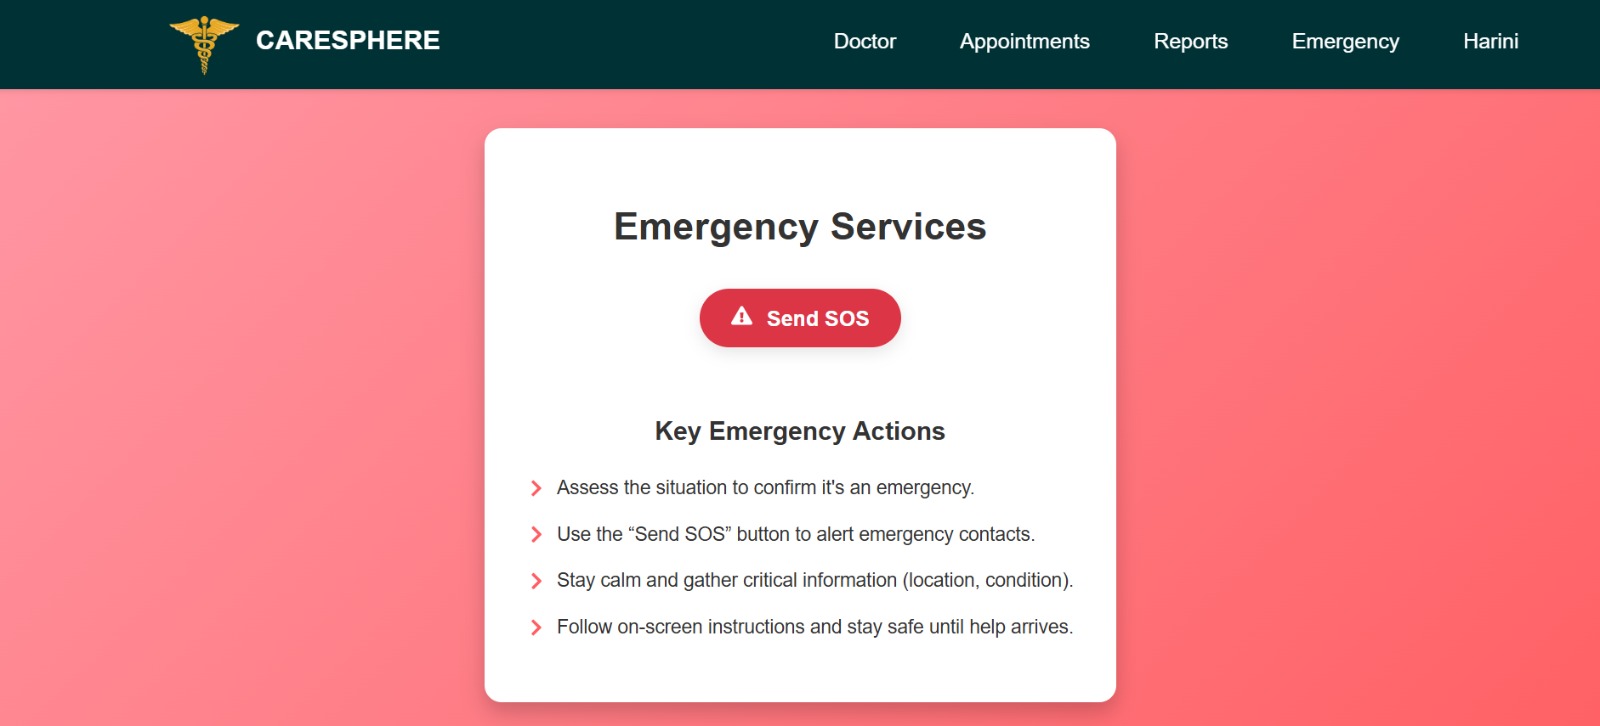 CARESPHERE
Doctor Appointments Reports Emergency Harini
Emergency Services
Send SOS
Key Emergency Actions
Assess the situation to confirm it's an emergency.
Use the “Send SOS” button to alert emergency contacts.
Stay calm and gather critical information (location, condition).
Follow on-screen instructions and stay safe until help arrives.